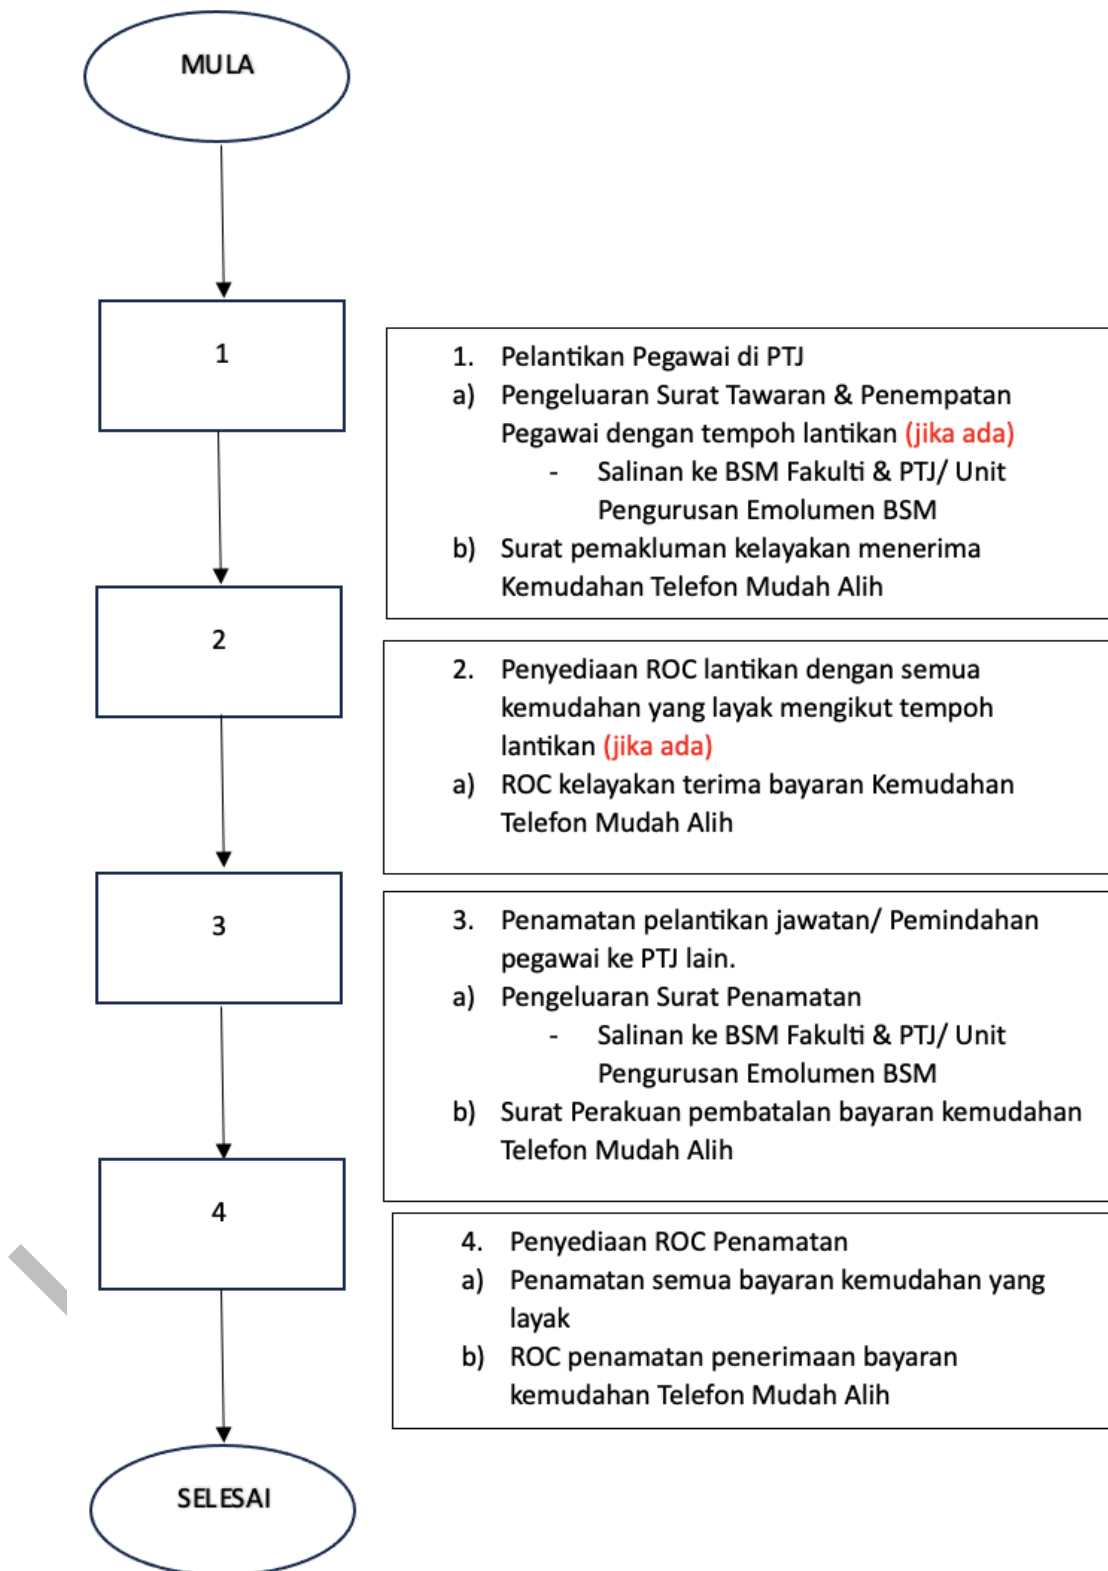 MULA
1
1. Pelantikan Pegawai di PTJ
a) Pengeluaran Surat Tawaran & Penempatan
Pegawai dengan tempoh lantikan (jika ada)
- Salinan ke BSM Fakulti & PTJ/ Unit
Pengurusan Emolumen BSM
b) Surat pemakluman kelayakan menerima
Kemudahan Telefon Mudah Alih
2
2. Penyediaan ROC lantikan dengan semua
kemudahan yang layak mengikut tempoh
lantikan (jika ada)
a) ROC kelayakan terima bayaran Kemudahan
Telefon Mudah Alih
3
3. Penamatan pelantikan jawatan/ Pemindahan
pegawai ke PTJ lain.
a) Pengeluaran Surat Penamatan
- Salinan ke BSM Fakulti & PTJ/ Unit
Pengurusan Emolumen BSM
b) Surat Perakuan pembatalan bayaran kemudahan
Telefon Mudah Alih
4
4. Penyediaan ROC Penamatan
a) Penamatan semua bayaran kemudahan yang
layak
b) ROC penamatan penerimaan bayaran
kemudahan Telefon Mudah Alih
SELESAI